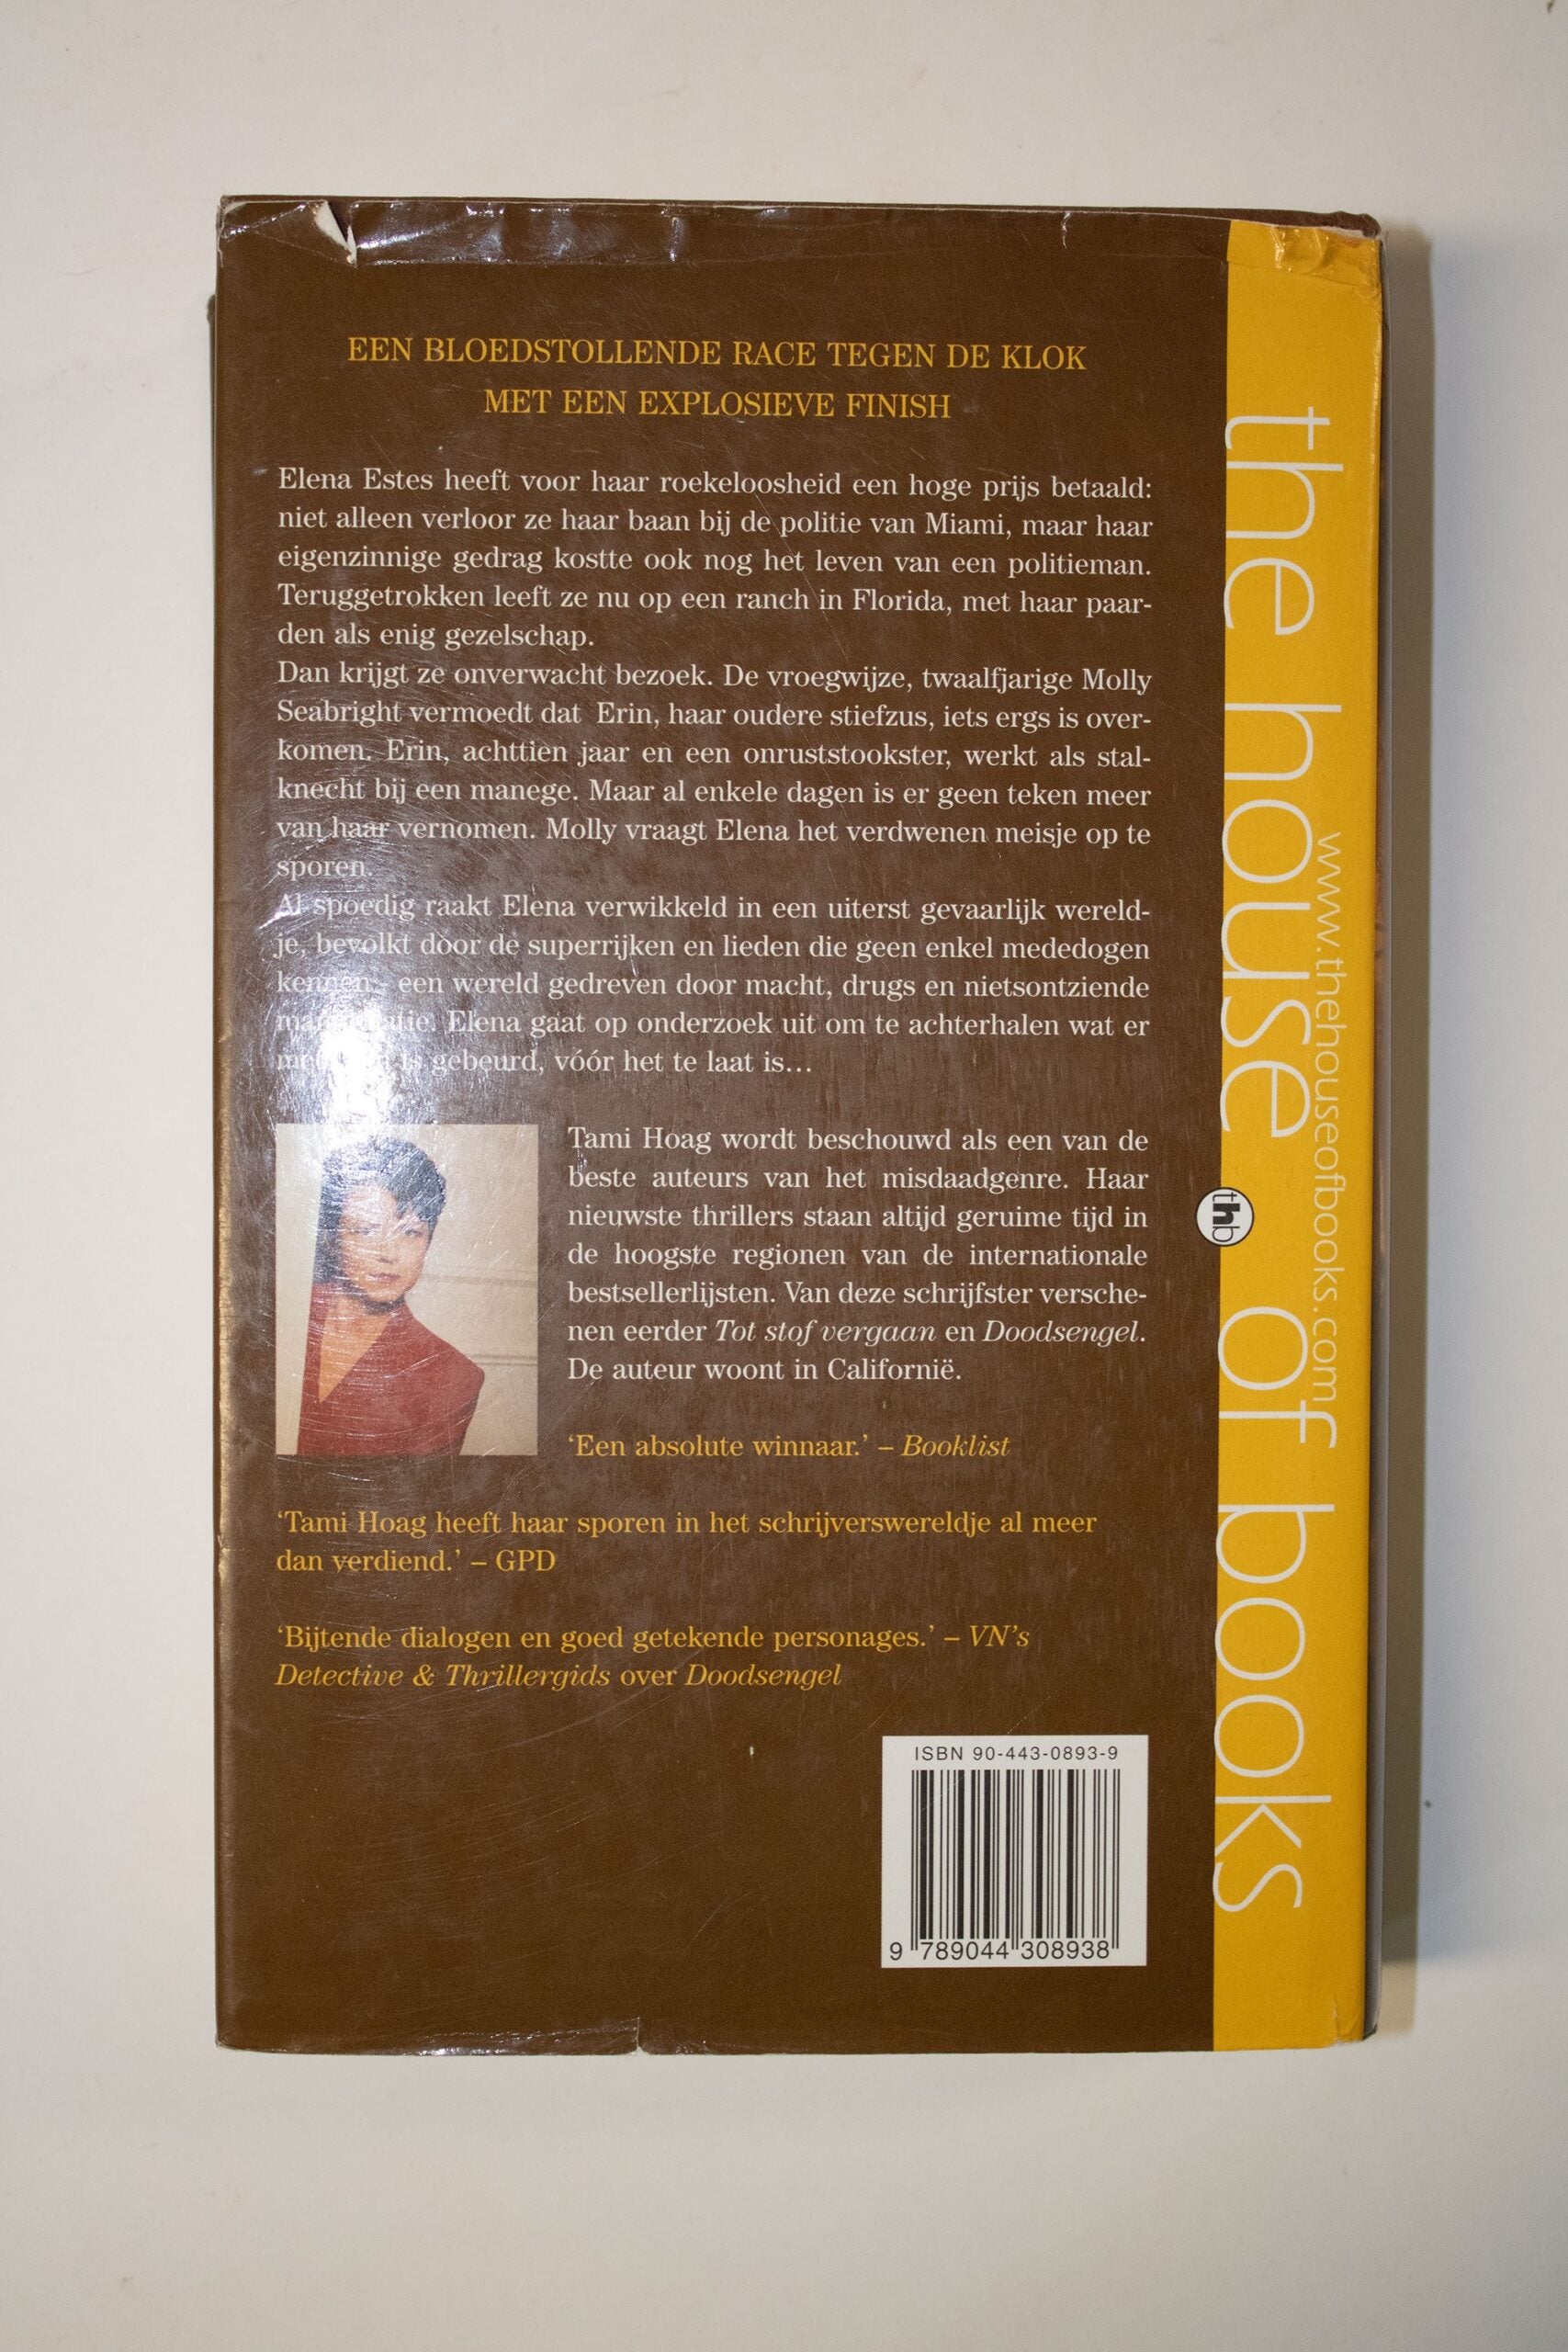 EEN BLOEDSTOLLENDE RACE TEGEN DE KLOK
MET EEN EXPLOSIEVE FINISH
Elena Estes heeft voor haar roekeloosheid een hoge prijs betaald:
niet alleen verloor ze haar baan bij de politie van Miami, maar haar
eigenzinnige gedrag kostte ook nog het leven van een politieman.
Teruggetrokken leeft ze nu op een ranch in Florida, met haar paar-
den als enig gezelschap.
Dan krijgt ze onverwacht bezoek. De vroegwijze, twaalfjarige Molly
Seabright vermoedt dat Erin, haar oudere stiefzus, iets ergs is over-
komen. Erin, achttien jaar en een onruststookster, werkt als stal-
knecht bij een manege. Maar al enkele dagen is er geen teken meer
van haar vernomen. Molly vraagt Elena het verdwenen meisje op te
sporen.
Al spoedig raakt Elena verwikkeld in een uiterst gevaarlijk wereld-
je, bevolkt door de superrijken en lieden die geen enkel mededogen
kennen, een wereld gedreven door macht, drugs en nietsontziende
Elena gaat op onderzoek uit om te achterhalen wat er
is gebeurd, vóór het te laat is...
Tami Hoag wordt beschouwd als een van de
beste auteurs van het misdaadgenre. Haar
nieuwste thrillers staan altijd geruime tijd in
de hoogste regionen van de internationale
bestsellerlijsten. Van deze schrijfster versche-
nen eerder Tot stof vergaan en Doodsengel.
De auteur woont in Californië.
'Een absolute winnaar.' – Booklist
'Tami Hoag heeft haar sporen in het schrijverswereldje al meer
dan verdiend.' – GPD
'Bijtende dialogen en goed getekende personages.' – VN's
Detective & Thrillergids over Doodsengel
ISBN 90-443-0893-9
9 789044 308938
the house of books
www.thehouseofbooks.com
thb